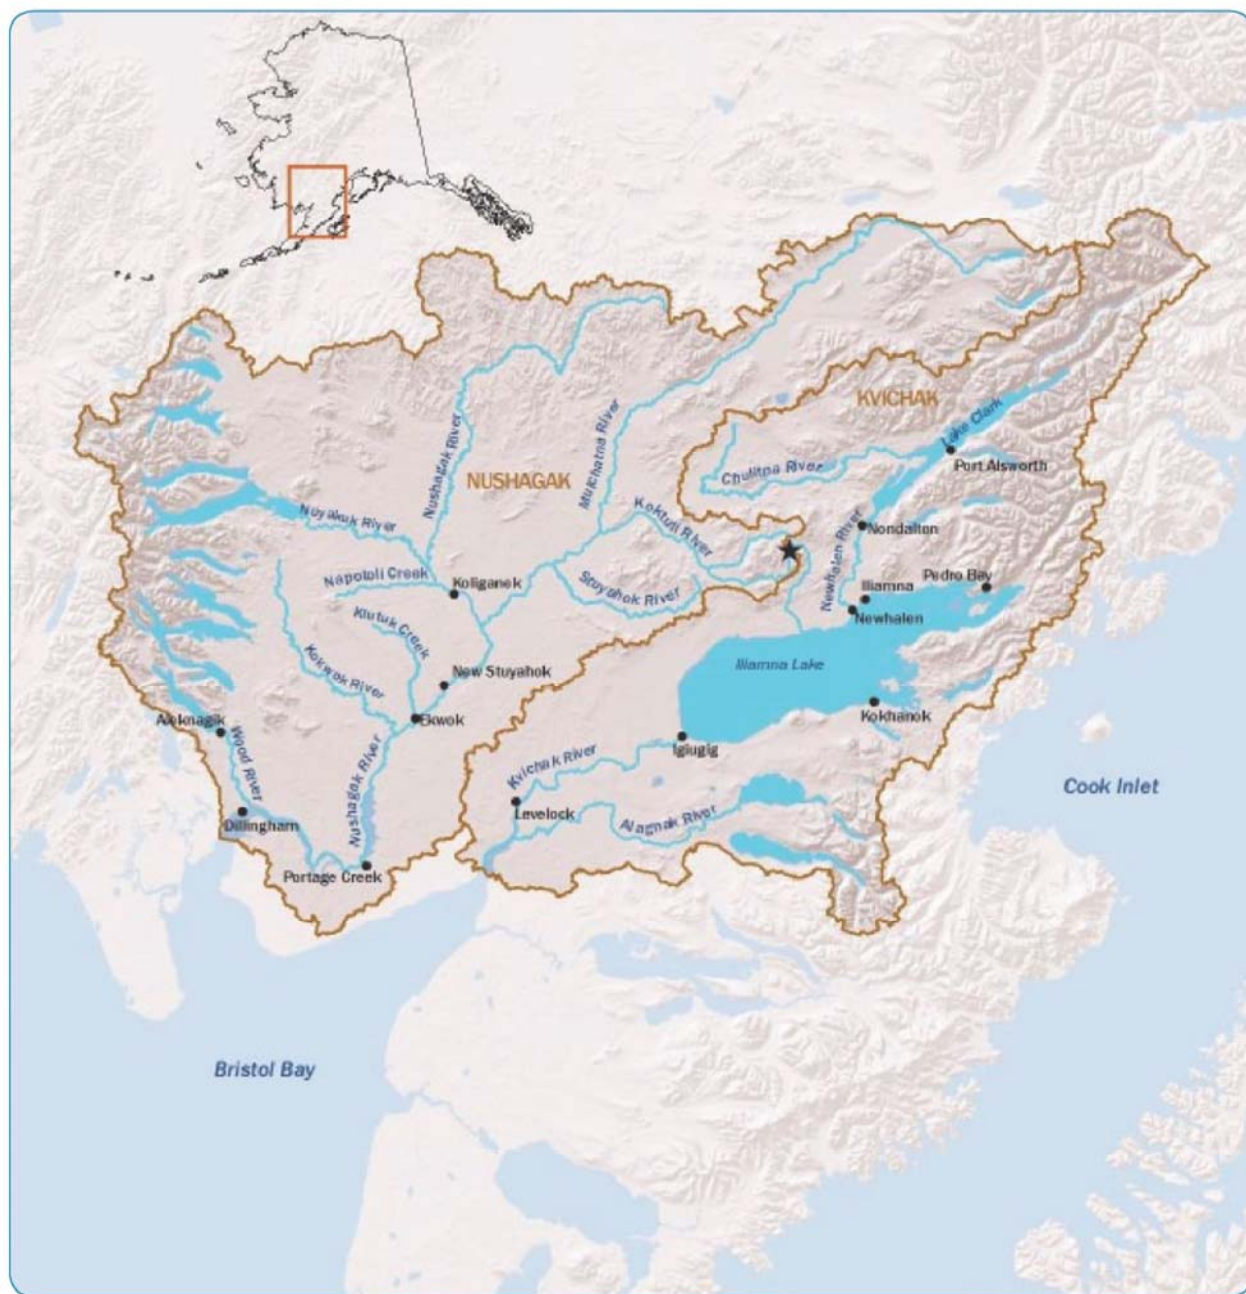 KVICHAK
Lake Clark
Mulchatna River
Nushagak River
Port Alsworth
Chulitna River
NUSHAGAK
Koktuli River
Nuyakuk River
Nondalton
Newhalen River
Napotoli Creek
Koliganek
Pedro Bay
Stuyahok River
Iliamna
Newhalen
Klutuk Creek
Iliamna Lake
New Stuyahok
Kokwok River
Kokhanok
Aleknagik
Ekwok
Igiugig
Wood River
Nushagak River
Kvichak River
Cook Inlet
Levelock
Alagnak River
Dillingham
Portage Creek
Bristol Bay